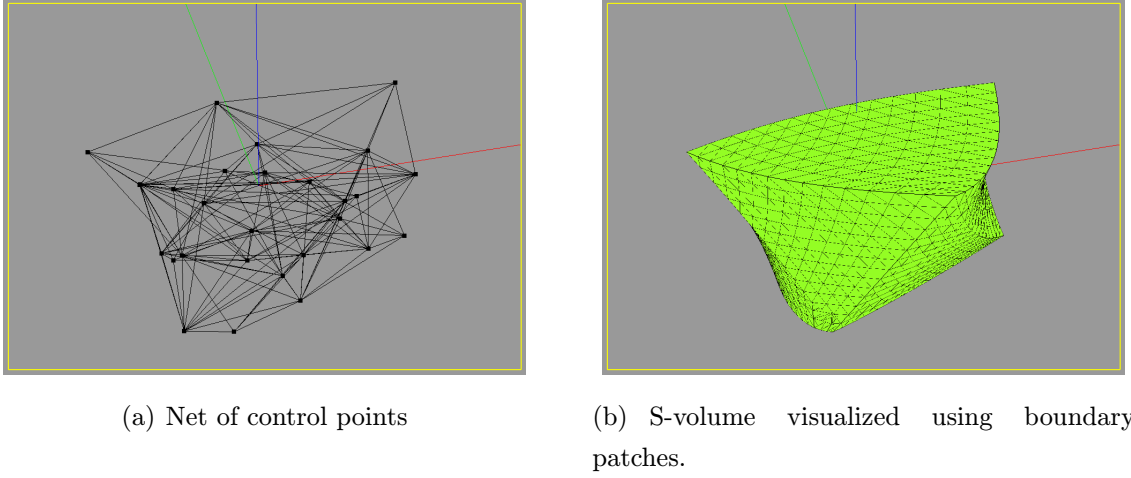 (a) Net of control points
(b) S-volume visualized using boundary
patches.